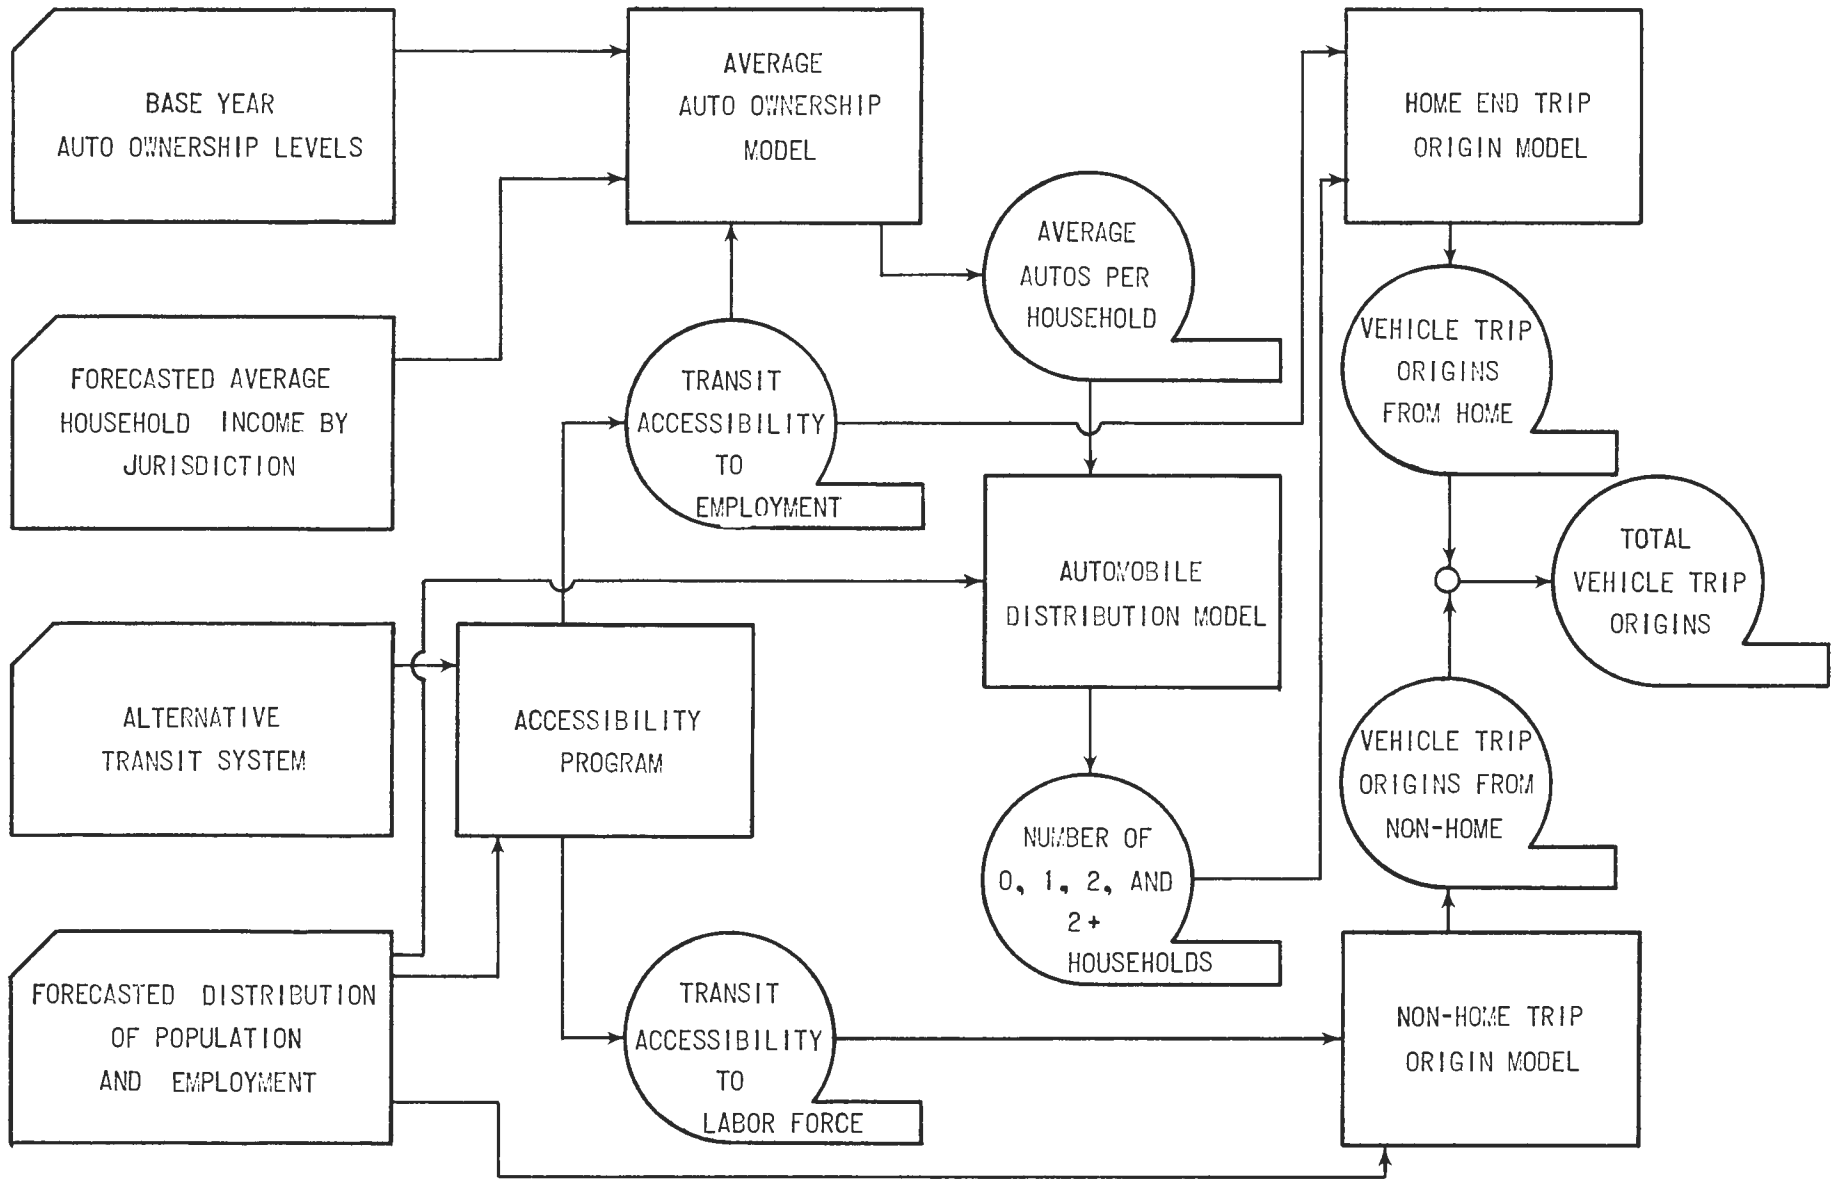 BASE YEAR
AUTO OWNERSHIP LEVELS
AVERAGE
AUTO OWNERSHIP
MODEL
HOME END TRIP
ORIGIN MODEL
AVERAGE
AUTOS PER
HOUSEHOLD
FORECASTED AVERAGE
HOUSEHOLD INCOME BY
JURISDICTION
TRANSIT
ACCESSIBILITY
TO
EMPLOYMENT
VEHICLE TRIP
ORIGINS
FROM HOME
AUTOMOBILE
DISTRIBUTION MODEL
TOTAL
VEHICLE TRIP
ORIGINS
ALTERNATIVE
TRANSIT SYSTEM
ACCESSIBILITY
PROGRAM
VEHICLE TRIP
ORIGINS FROM
NON-HOME
NUMBER OF
0, 1, 2, AND
2+
HOUSEHOLDS
FORECASTED DISTRIBUTION
OF POPULATION
AND EMPLOYMENT
TRANSIT
ACCESSIBILITY
TO
LABOR FORCE
NON-HOME TRIP
ORIGIN MODEL